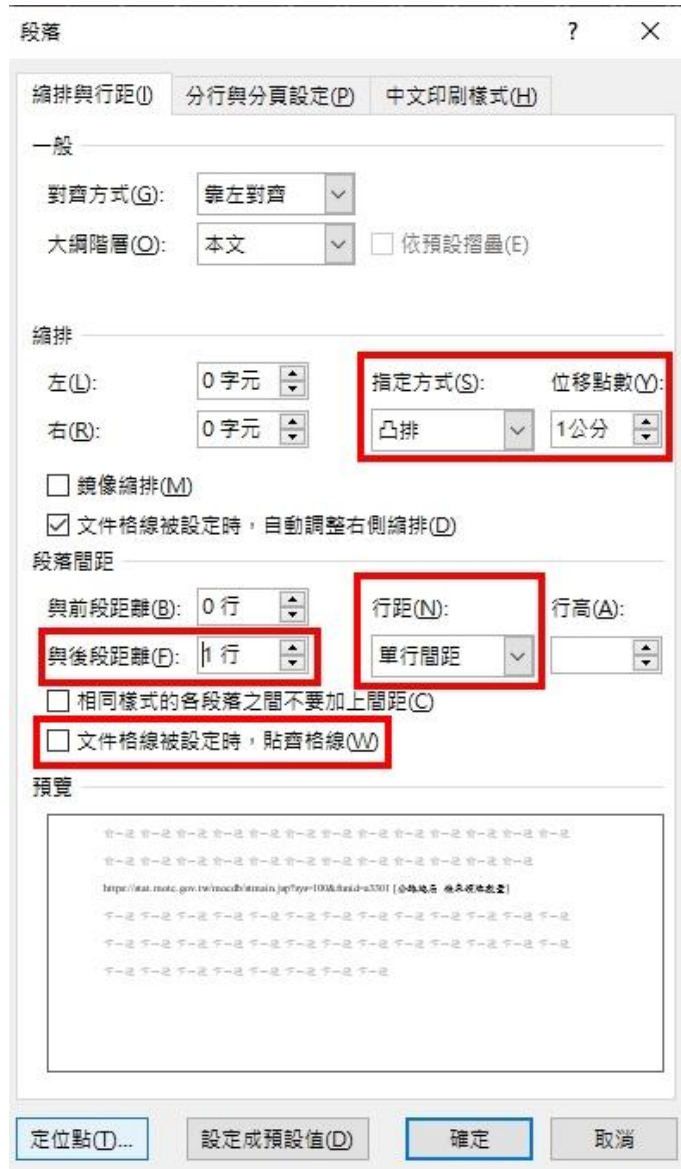 段落 ? ×
縮排與行距(I) 分行與分頁設定(P) 中文印刷樣式(H)
一般
對齊方式(G): 靠左對齊
大綱階層(O): 本文 依預設摺疊(E)
縮排
左(L): 0 字元 指定方式(S): 位移點數(Y):
右(R): 0 字元 凸排 1公分
鏡像縮排(M)
文件格線被設定時，自動調整右側縮排(D)
段落間距
與前段距離(B): 0 行 行距(N): 行高(A):
與後段距離(F): 1 行 單行間距
相同樣式的各段落之間不要加上間距(C)
文件格線被設定時，貼齊格線(W)
預覽
定位點(T)... 設定成預設值(D) 確定 取消